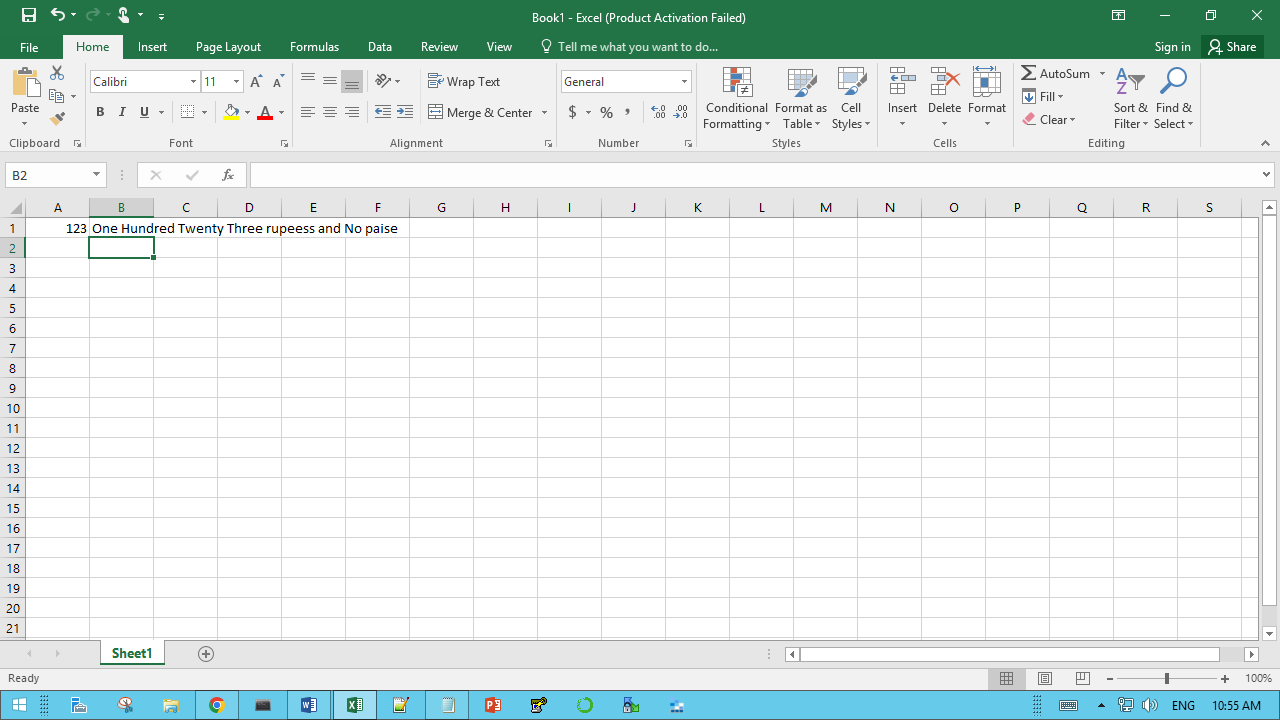 Book1 - Excel (Product Activation Failed)
File Home Insert Page Layout Formulas Data Review View Tell me what you want to do... Sign in Share
Calibri 11 Wrap Text General AutoSum
Fill
Paste B I U Merge & Center $ % , Conditional Formatting Format as Table Cell Styles Insert Delete Format Clear Sort & Filter Find & Select
Clipboard Font Alignment Number Styles Cells Editing
B2 fx
A B C D E F G H I J K L M N O P Q R S
1 123 One Hundred Twenty Three rupeess and No paise
2
3
4
5
6
7
8
9
10
11
12
13
14
15
16
17
18
19
20
21
Sheet1
Ready 100%
ENG 10:55 AM